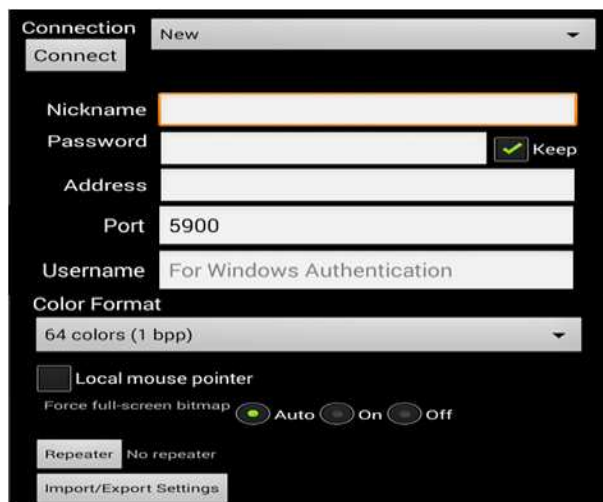 Connection New
Connect
Nickname
Password Keep
Address
Port 5900
Username For Windows Authentication
Color Format
64 colors (1 bpp)
Local mouse pointer
Force full-screen bitmap Auto On Off
Repeater No repeater
Import/Export Settings